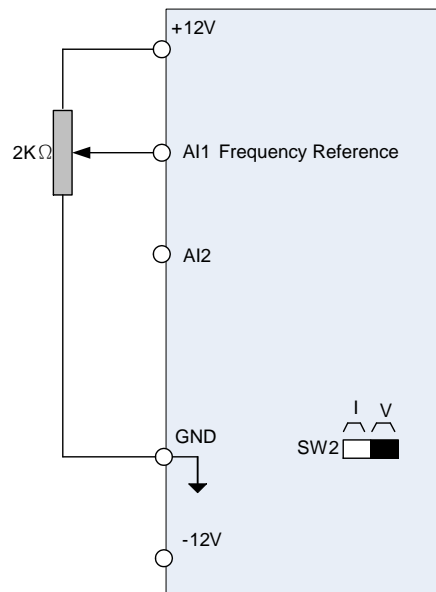 +12V
2KΩ
AI1 Frequency Reference
AI2
I V
GND
SW2
-12V